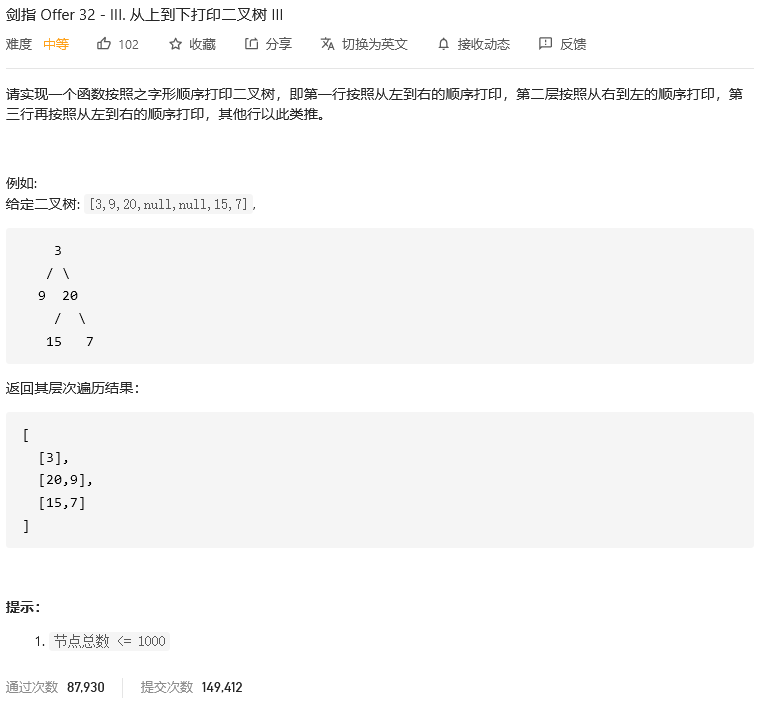 剑指 Offer 32 - III. 从上到下打印二叉树 III
难度 中等 102 收藏 分享 切换为英文 接收动态 反馈
请实现一个函数按照之字形顺序打印二叉树，即第一行按照从左到右的顺序打印，第二层按照从右到左的顺序打印，第
三行再按照从左到右的顺序打印，其他行以此类推。
例如:
给定二叉树: [3,9,20,null,null,15,7],
3
/ \
9 20
/ \
15 7
返回其层次遍历结果：
[
[3],
[20,9],
[15,7]
]
提示：
1. 节点总数 <= 1000
通过次数 87,930 提交次数 149,412